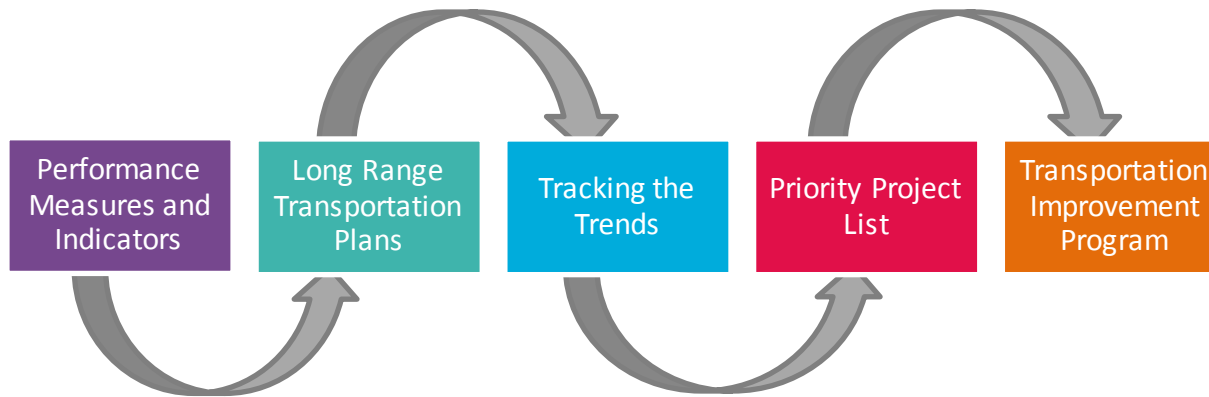 Performance
Measures and
Indicators
Long Range
Transportation
Plans
Tracking the
Trends
Priority Project
List
Transportation
Improvement
Program